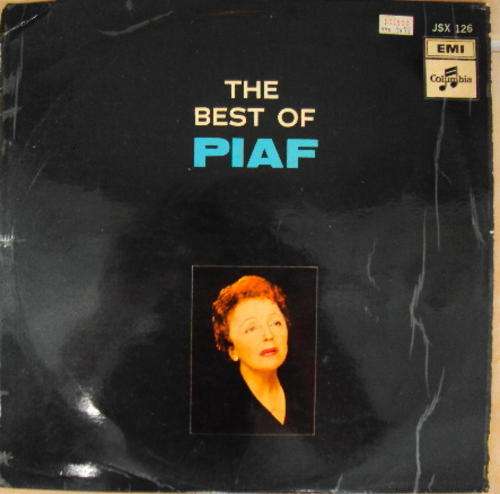 JSX 126
EMI
Columbia
THE
BEST OF
PIAF